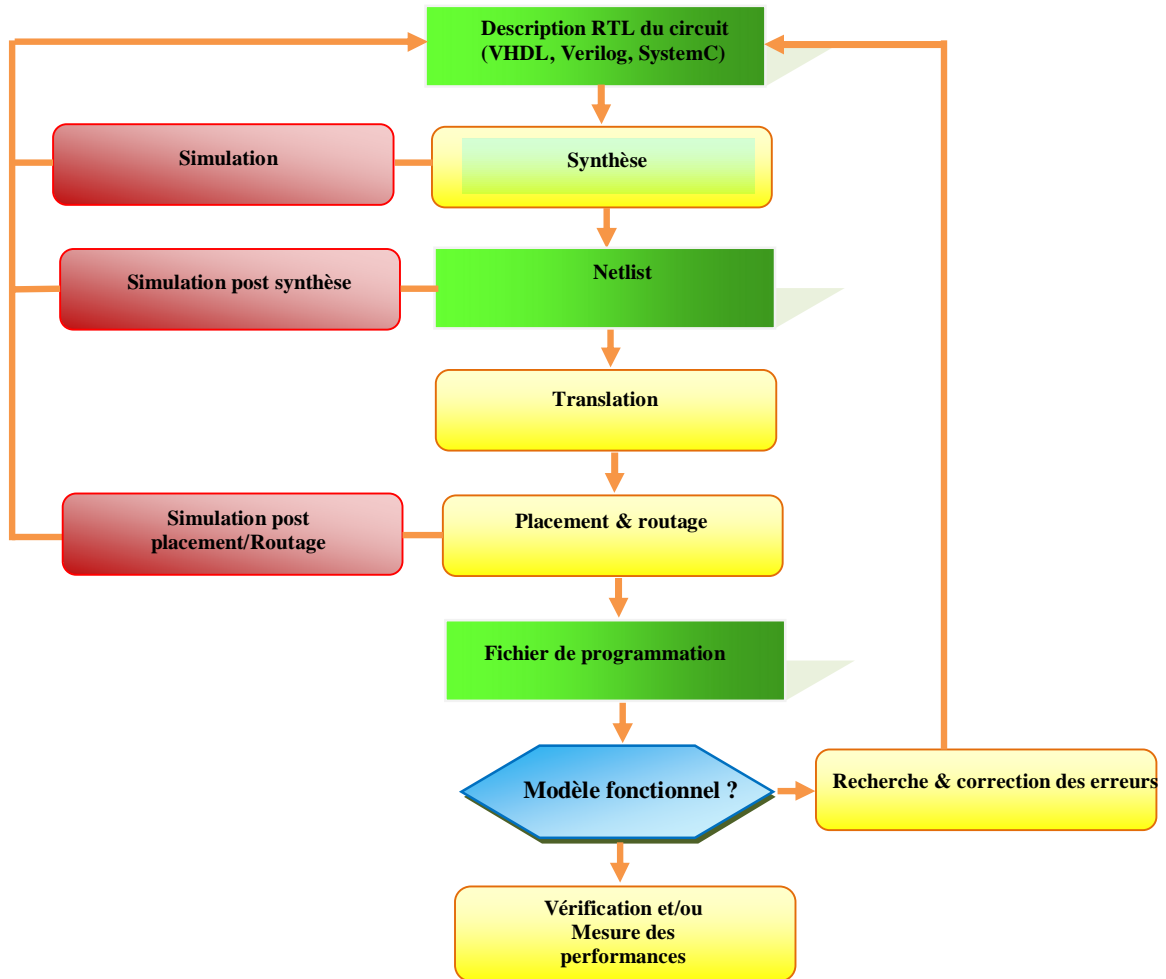 Description RTL du circuit
(VHDL, Verilog, SystemC)
Simulation
Synthèse
Simulation post synthèse
Netlist
Translation
Simulation post
placement/Routage
Placement & routage
Fichier de programmation
Modèle fonctionnel ?
Recherche & correction des erreurs
Vérification et/ou
Mesure des
performances